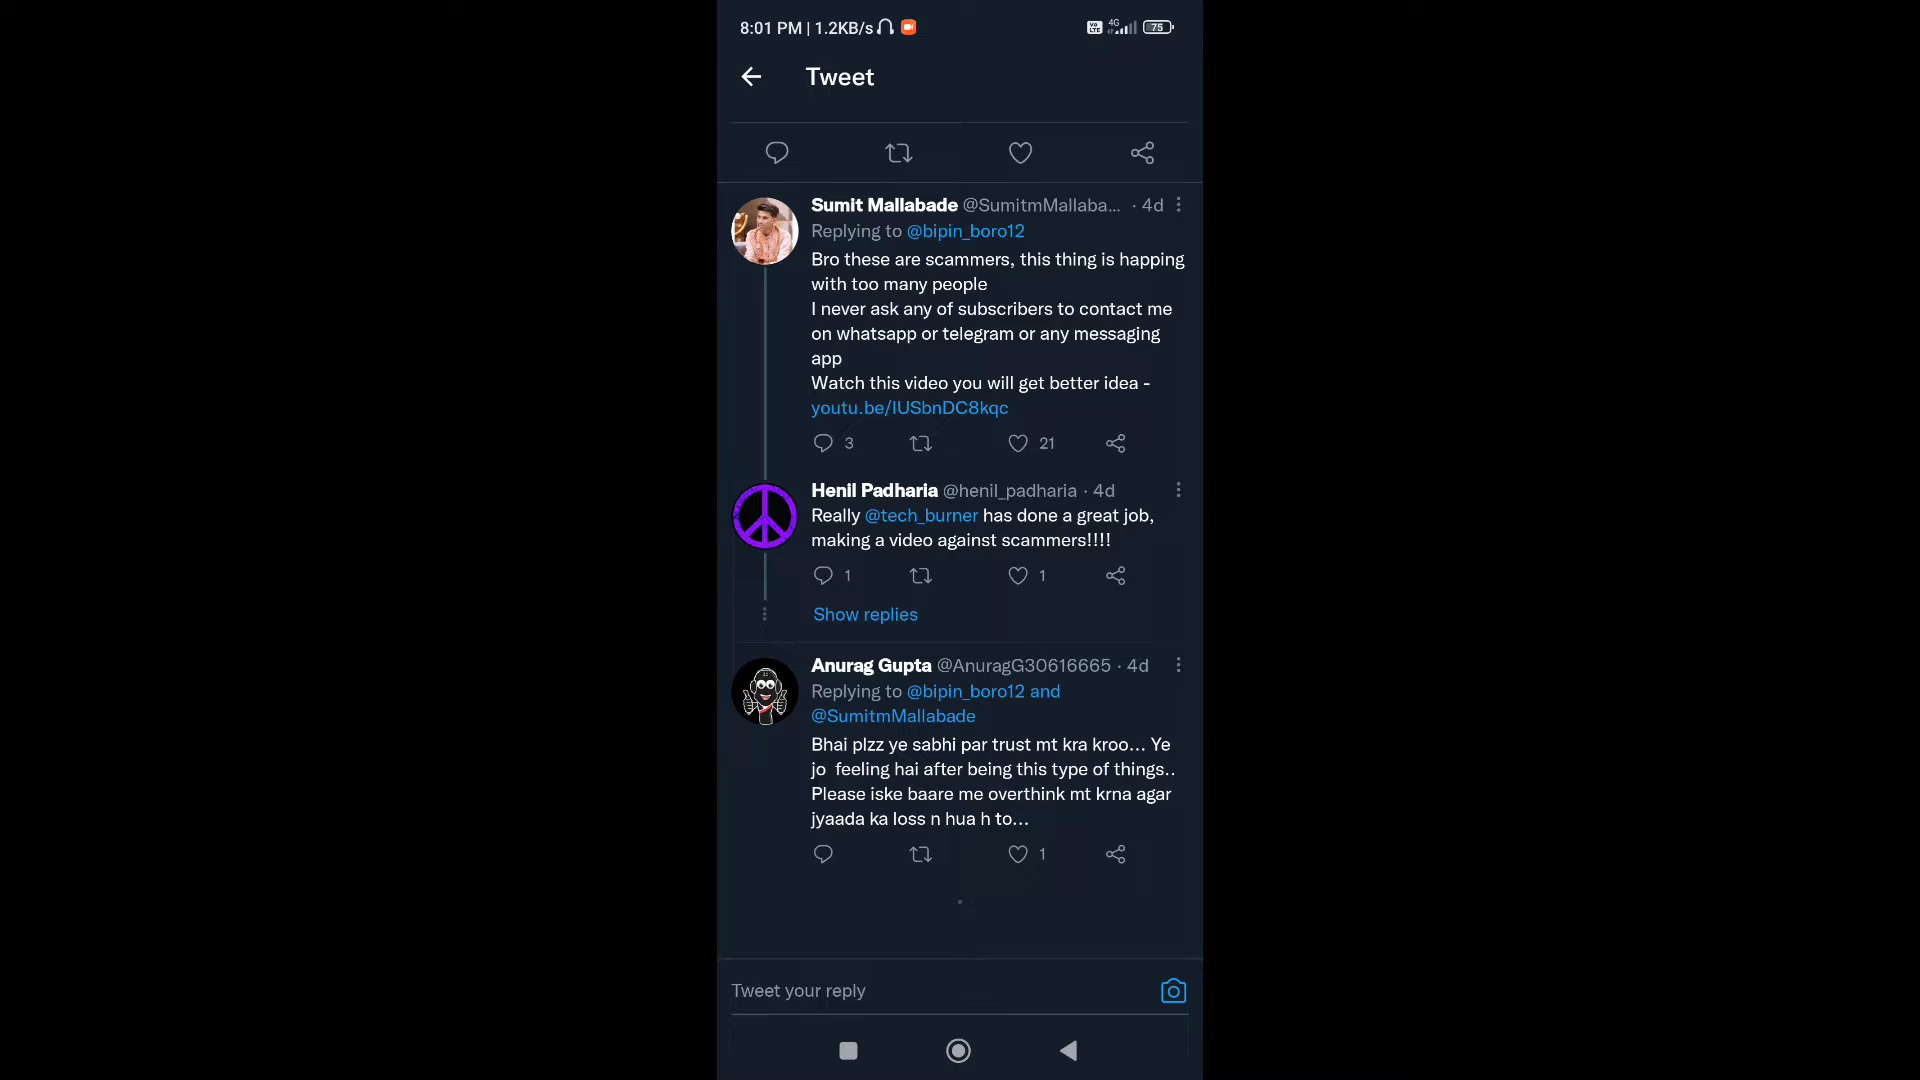 8:01 PM | 1.2KB/s
Vo LTE 4G 75
Tweet
Sumit Mallabade @SumitmMallaba... · 4d
Replying to @bipin_boro12
Bro these are scammers, this thing is happing
with too many people
I never ask any of subscribers to contact me
on whatsapp or telegram or any messaging
app
Watch this video you will get better idea -
youtu.be/IUSbnDC8kqc
3 21
Henil Padharia @henil_padharia · 4d
Really @tech_burner has done a great job,
making a video against scammers!!!!
1 1
Show replies
Anurag Gupta @AnuragG30616665 · 4d
Replying to @bipin_boro12 and
@SumitmMallabade
Bhai plzz ye sabhi par trust mt kra kroo... Ye
jo feeling hai after being this type of things..
Please iske baare me overthink mt krna agar
jyaada ka loss n hua h to...
1
Tweet your reply